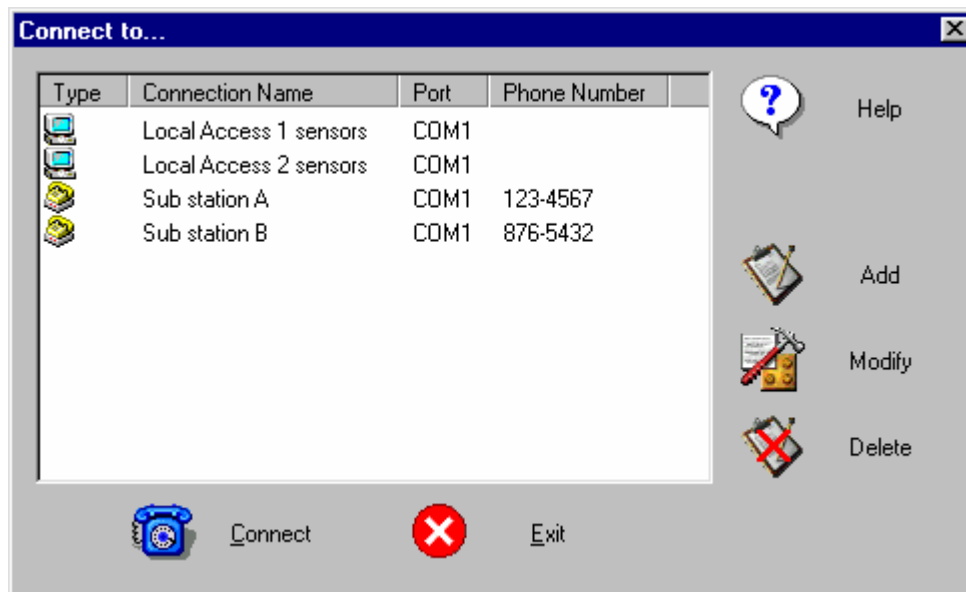 Connect to...
Type Connection Name Port Phone Number
Local Access 1 sensors COM1
Local Access 2 sensors COM1
Sub station A COM1 123-4567
Sub station B COM1 876-5432
Help
Add
Modify
Delete
Connect Exit